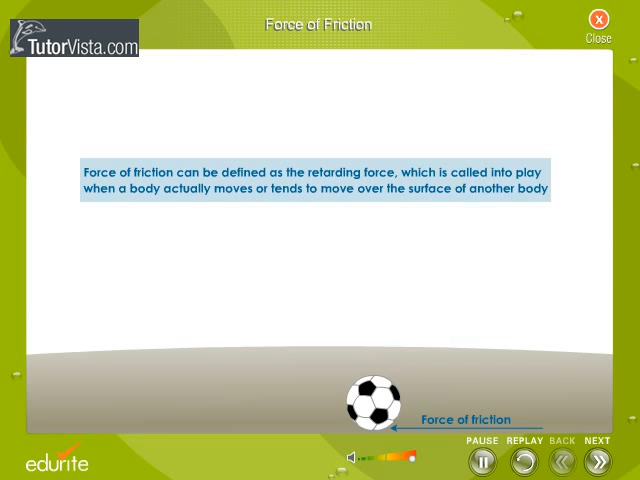 Force of Friction
TutorVista.com
Close
Force of friction can be defined as the retarding force, which is called into play
when a body actually moves or tends to move over the surface of another body
Force of friction
PAUSE REPLAY BACK NEXT
edurite